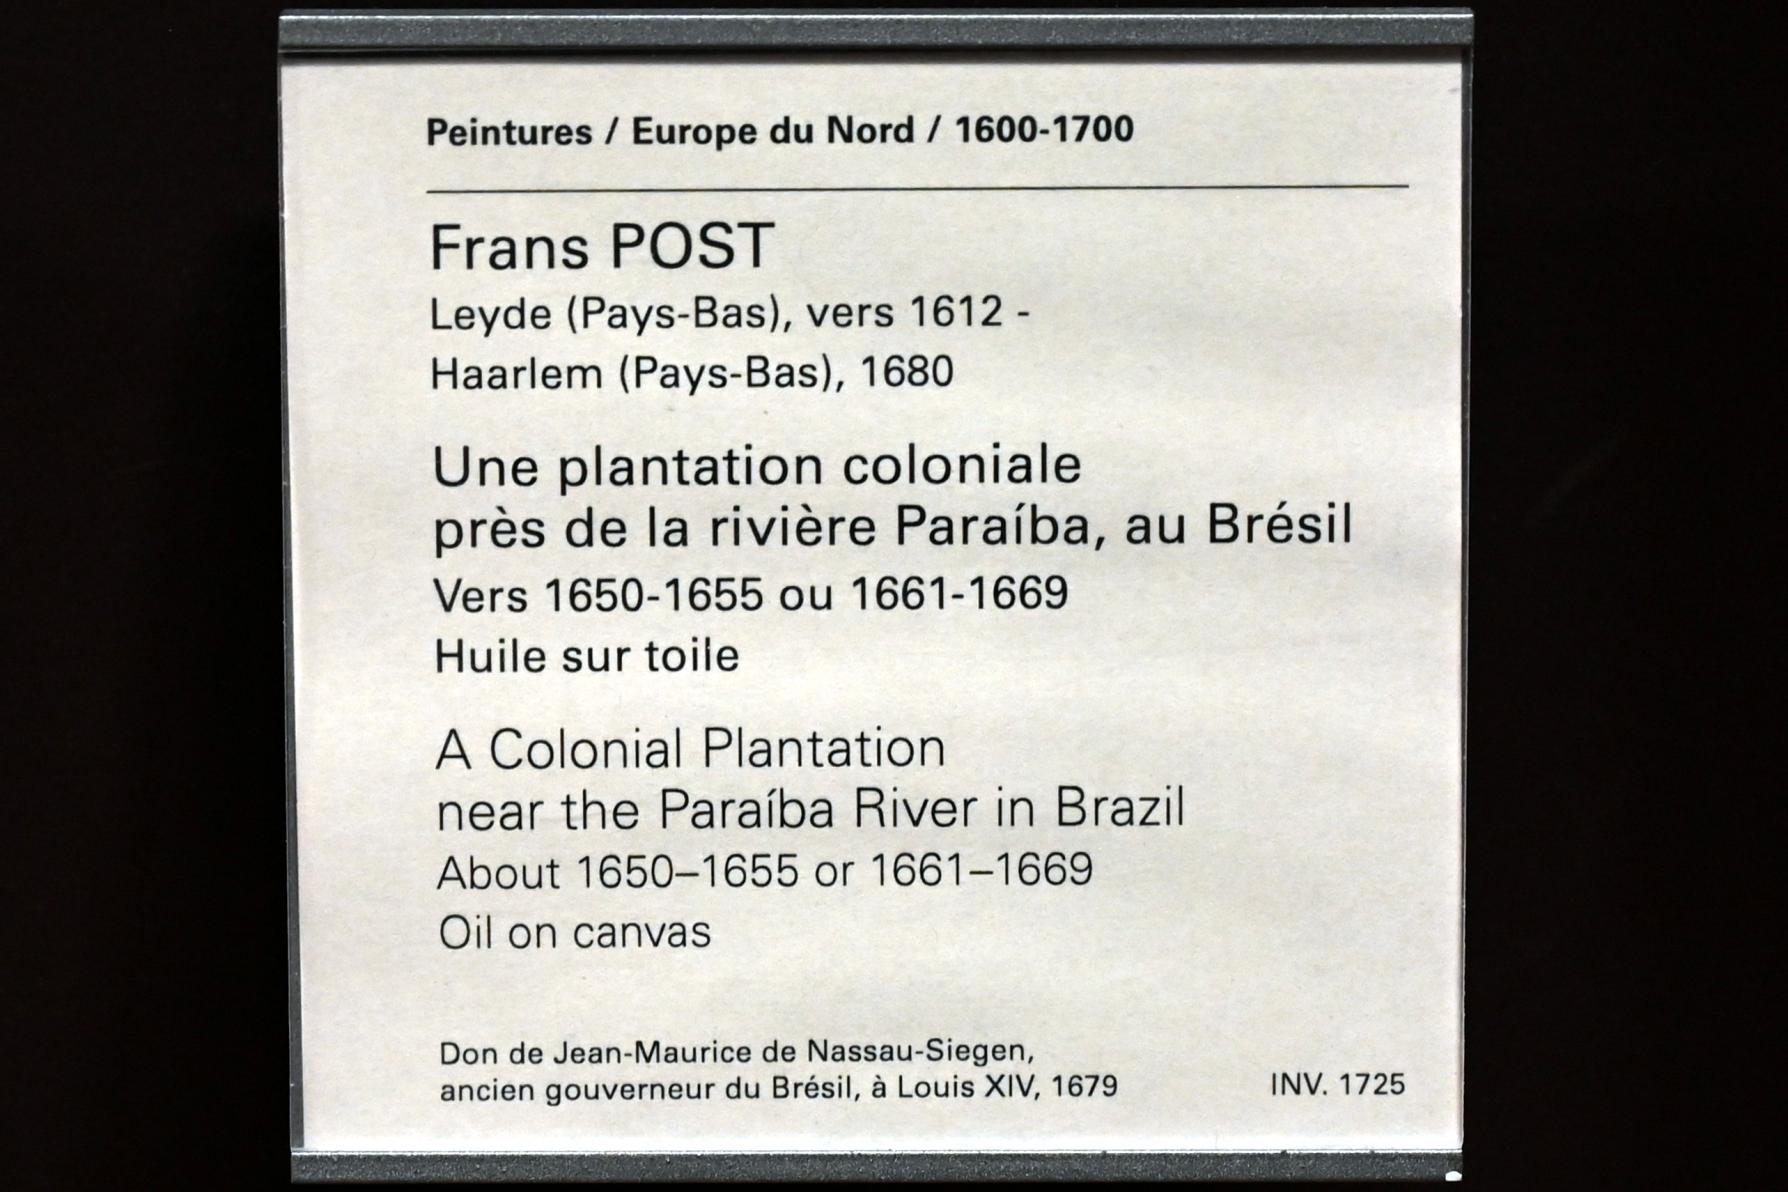 Peintures / Europe du Nord / 1600-1700
Frans POST
Leyde (Pays-Bas), vers 1612 -
Haarlem (Pays-Bas), 1680
Une plantation coloniale
près de la rivière Paraíba, au Brésil
Vers 1650-1655 ou 1661-1669
Huile sur toile
A Colonial Plantation
near the Paraíba River in Brazil
About 1650–1655 or 1661–1669
Oil on canvas
Don de Jean-Maurice de Nassau-Siegen,
ancien gouverneur du Brésil, à Louis XIV, 1679
INV. 1725